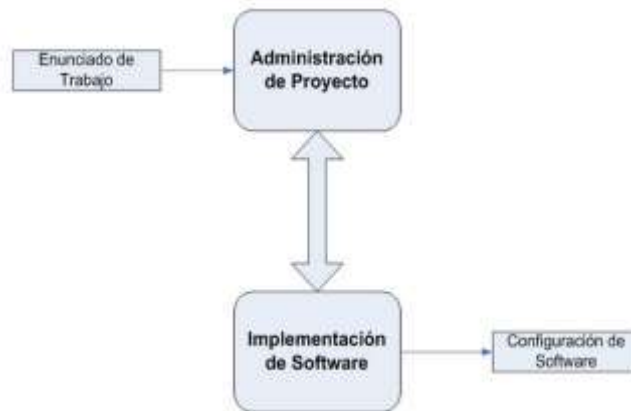 Enunciado de
Trabajo
Administración
de Proyecto
Implementación
de Software
Configuración de
Software